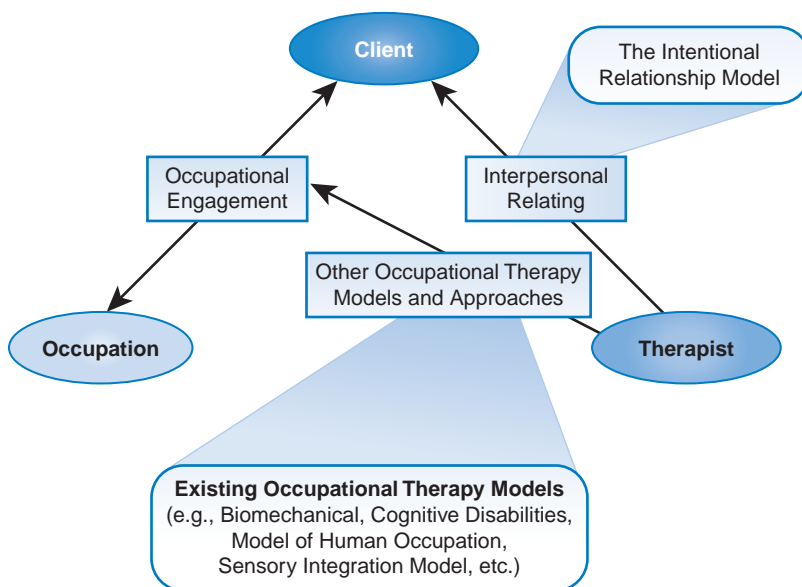 Client
The Intentional
Relationship Model
Occupational
Engagement
Interpersonal
Relating
Other Occupational Therapy
Models and Approaches
Occupation
Therapist
Existing Occupational Therapy Models
(e.g., Biomechanical, Cognitive Disabilities,
Model of Human Occupation,
Sensory Integration Model, etc.)